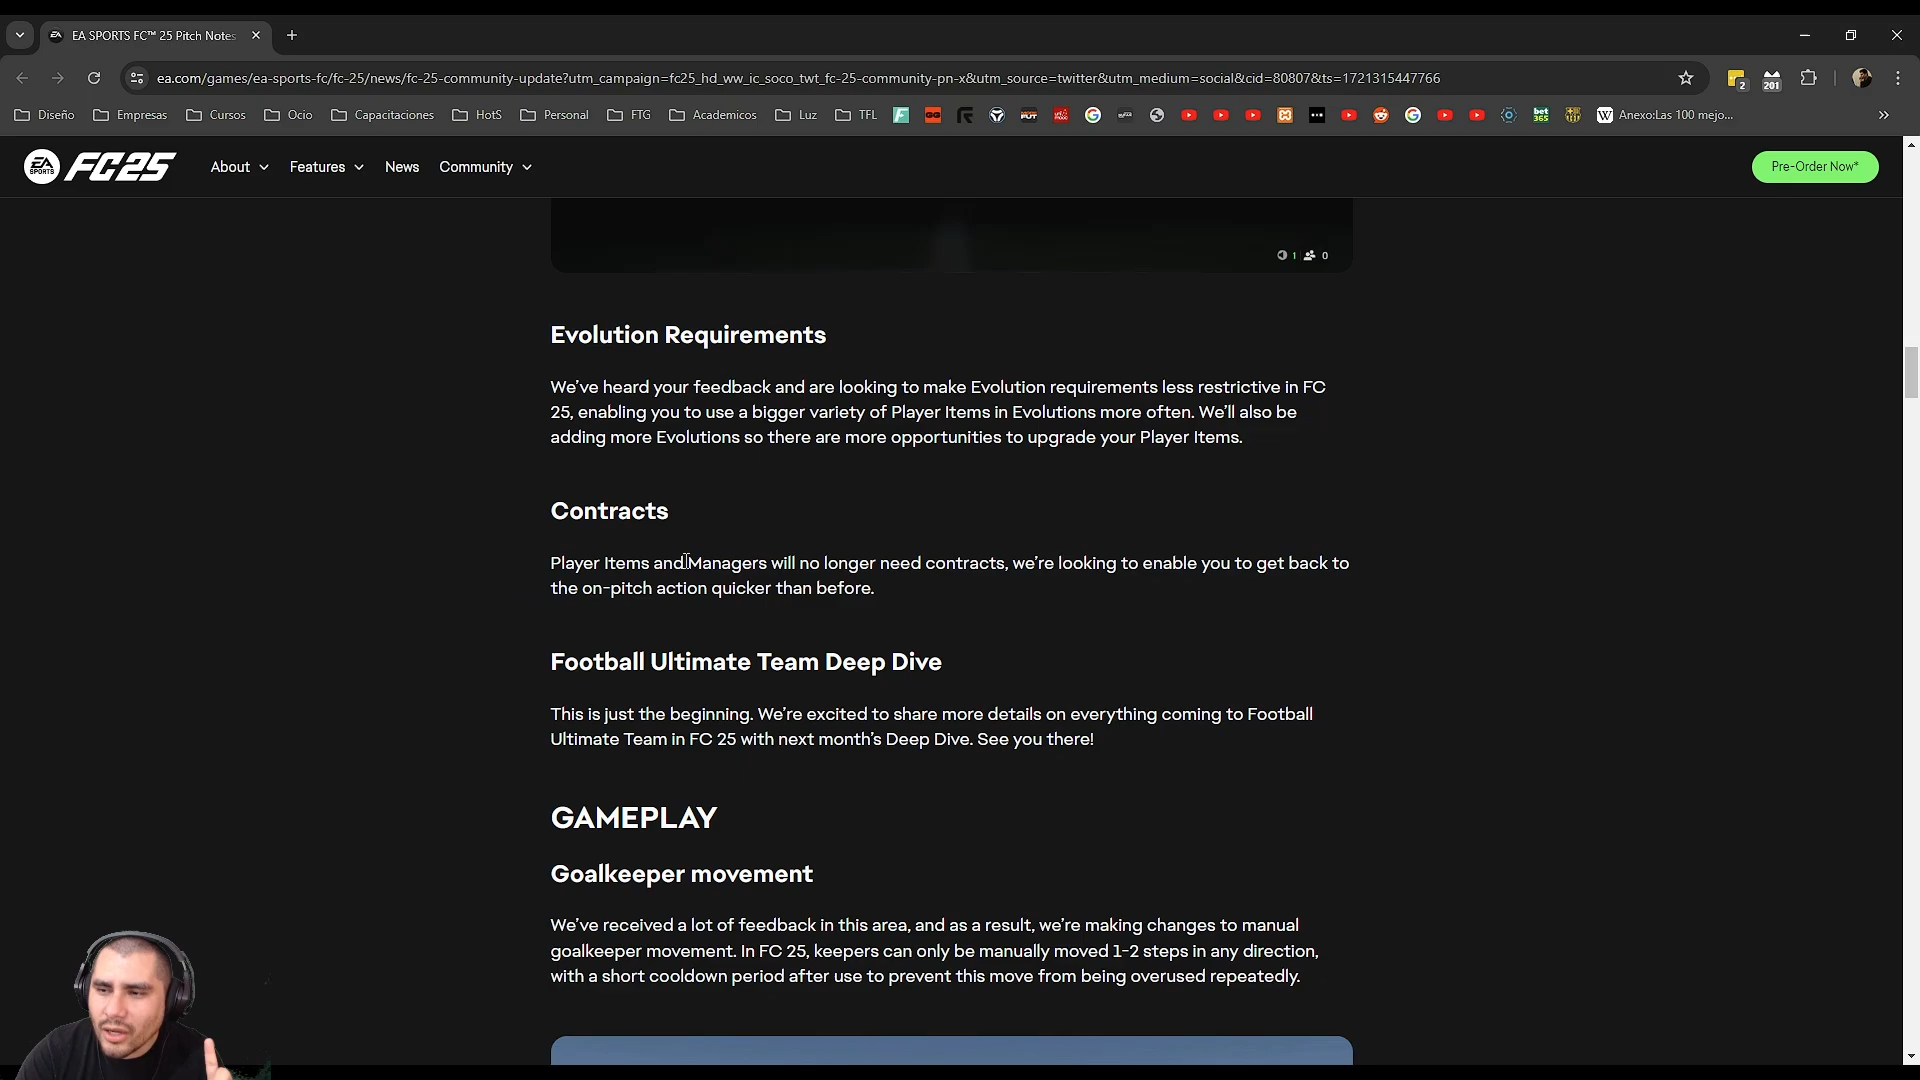 EA SPORTS FC™ 25 Pitch Notes
ea.com/games/ea-sports-fc/fc-25/news/fc-25-community-update?utm_campaign=fc25_hd_ww_ic_soco_twt_fc-25-community-pn-x&utm_source=twitter&utm_medium=social&cid=80807&ts=1721315447766
2
201
Diseño Empresas Cursos Ocio Capacitaciones HotS Personal FTG Academicos Luz TFL Anexo:Las 100 mejo...
EA SPORTS FC25 About Features News Community Pre-Order Now*
1 0
Evolution Requirements
We've heard your feedback and are looking to make Evolution requirements less restrictive in FC
25, enabling you to use a bigger variety of Player Items in Evolutions more often. We'll also be
adding more Evolutions so there are more opportunities to upgrade your Player Items.
Contracts
Player Items and Managers will no longer need contracts, we're looking to enable you to get back to
the on-pitch action quicker than before.
Football Ultimate Team Deep Dive
This is just the beginning. We're excited to share more details on everything coming to Football
Ultimate Team in FC 25 with next month's Deep Dive. See you there!
GAMEPLAY
Goalkeeper movement
We've received a lot of feedback in this area, and as a result, we're making changes to manual
goalkeeper movement. In FC 25, keepers can only be manually moved 1-2 steps in any direction,
with a short cooldown period after use to prevent this move from being overused repeatedly.